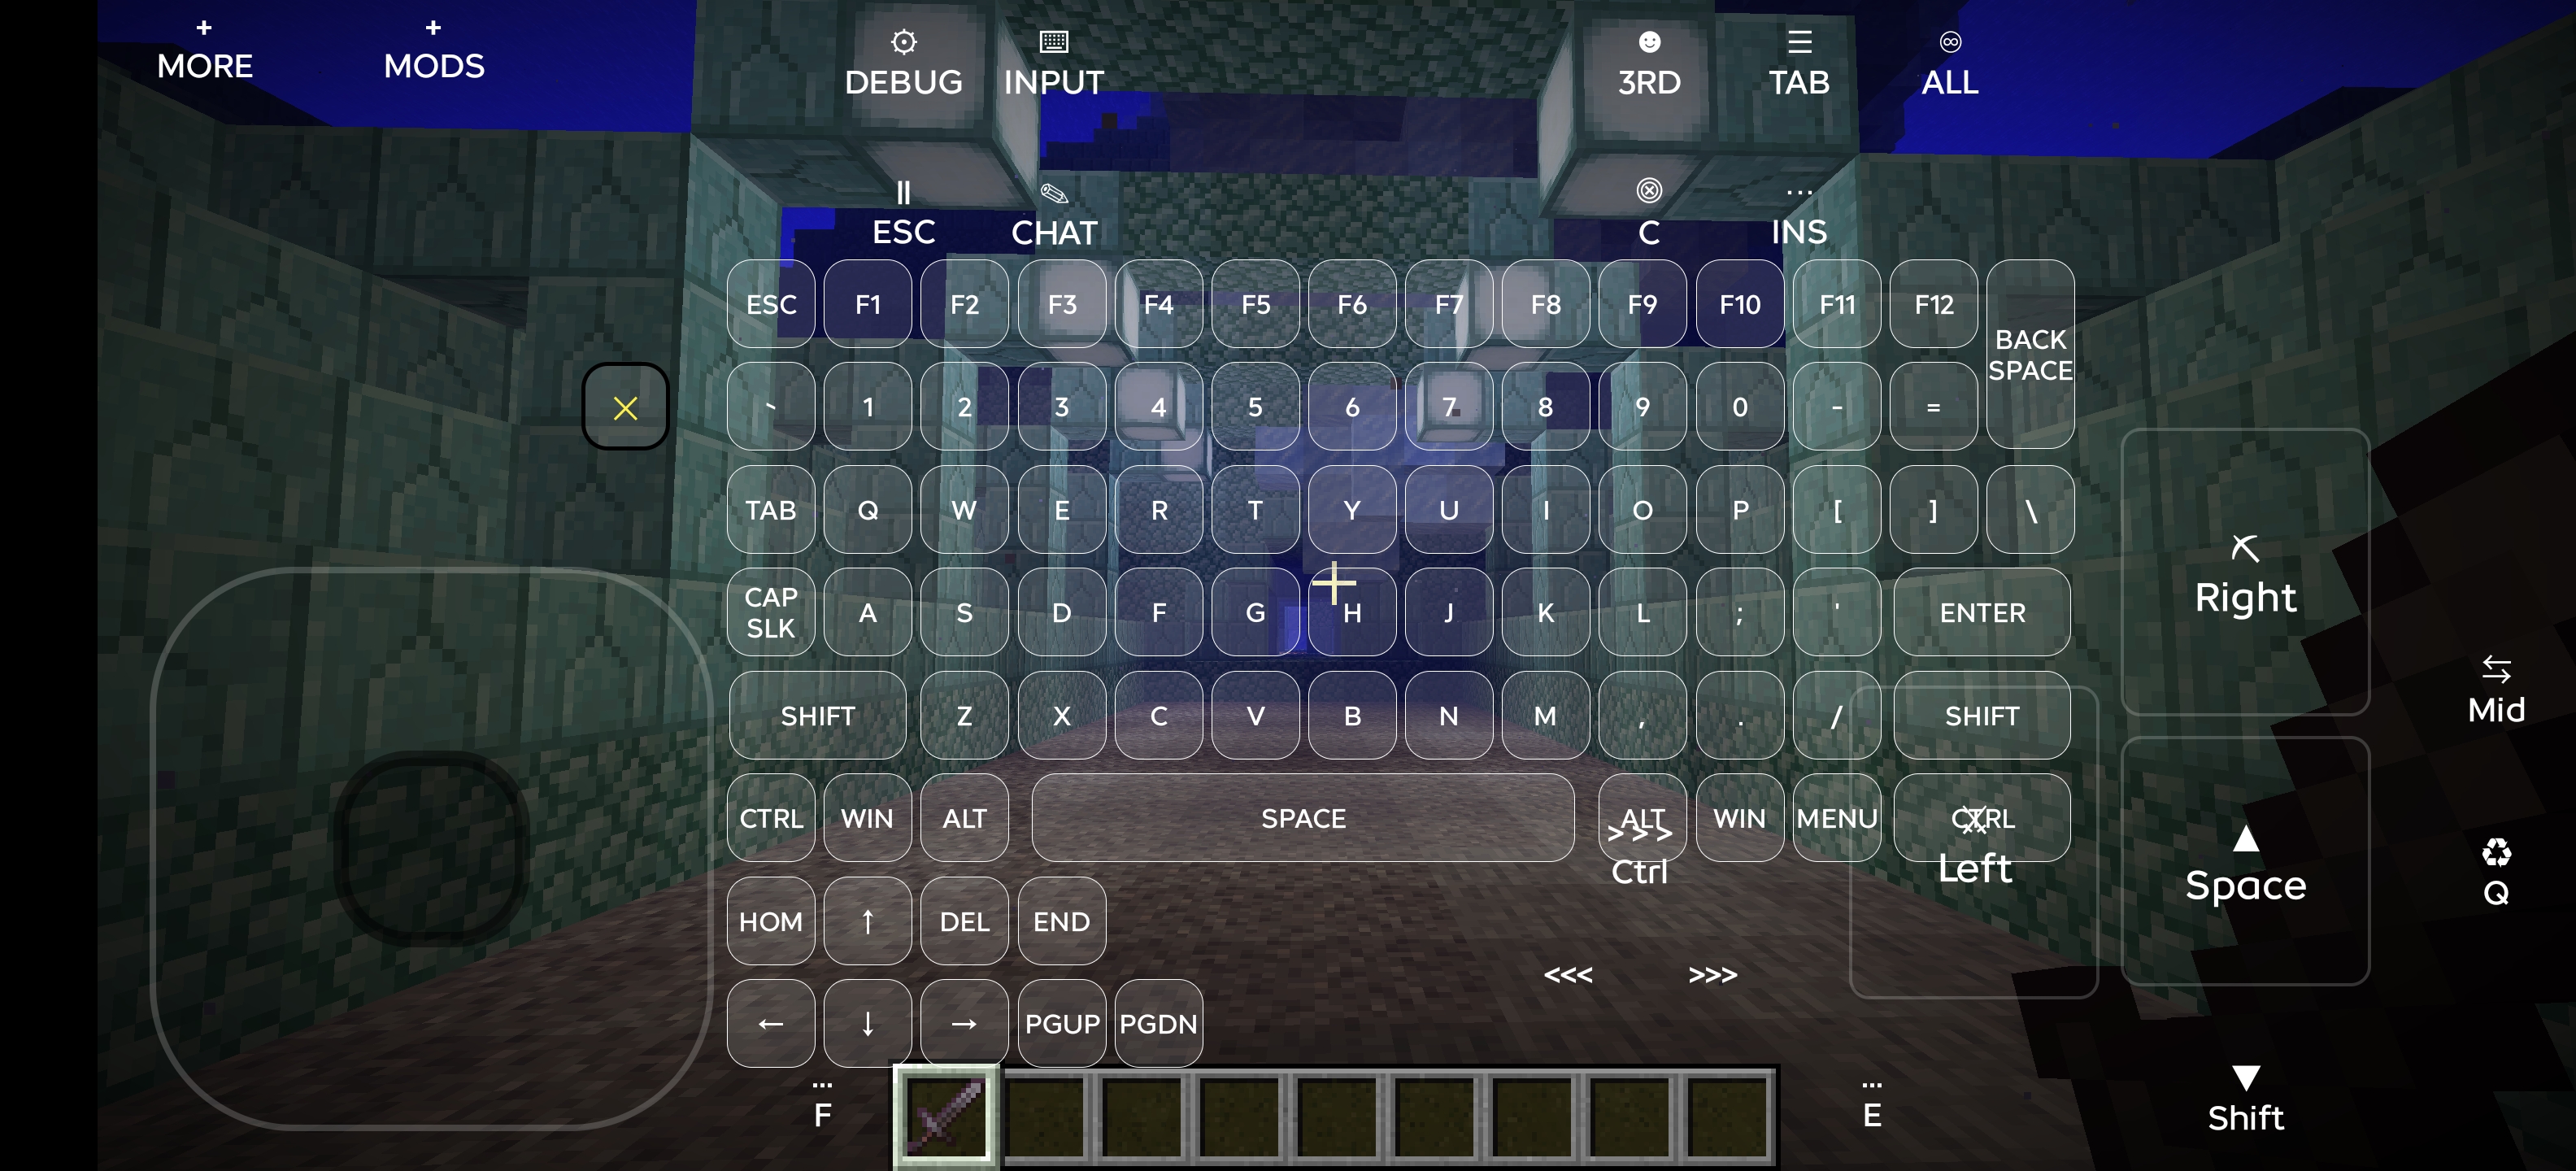 + +
MORE MODS
DEBUG INPUT 3RD TAB ALL
ESC CHAT C INS
ESC F1 F2 F3 F4 F5 F6 F7 F8 F9 F10 F11 F12
BACK
SPACE
` 1 2 3 4 5 6 7 8 9 0 - =
TAB Q W E R T Y U I O P [ ] \
Right
CAP
SLK
A S D F G H J K L ; ' ENTER
Mid
SHIFT Z X C V B N M , . / SHIFT
CTRL WIN ALT SPACE ALT WIN MENU CTRL
>>>
Ctrl
Left
Space
Q
HOM ↑ DEL END
<<< >>>
← ↓ → PGUP PGDN
F E
Shift